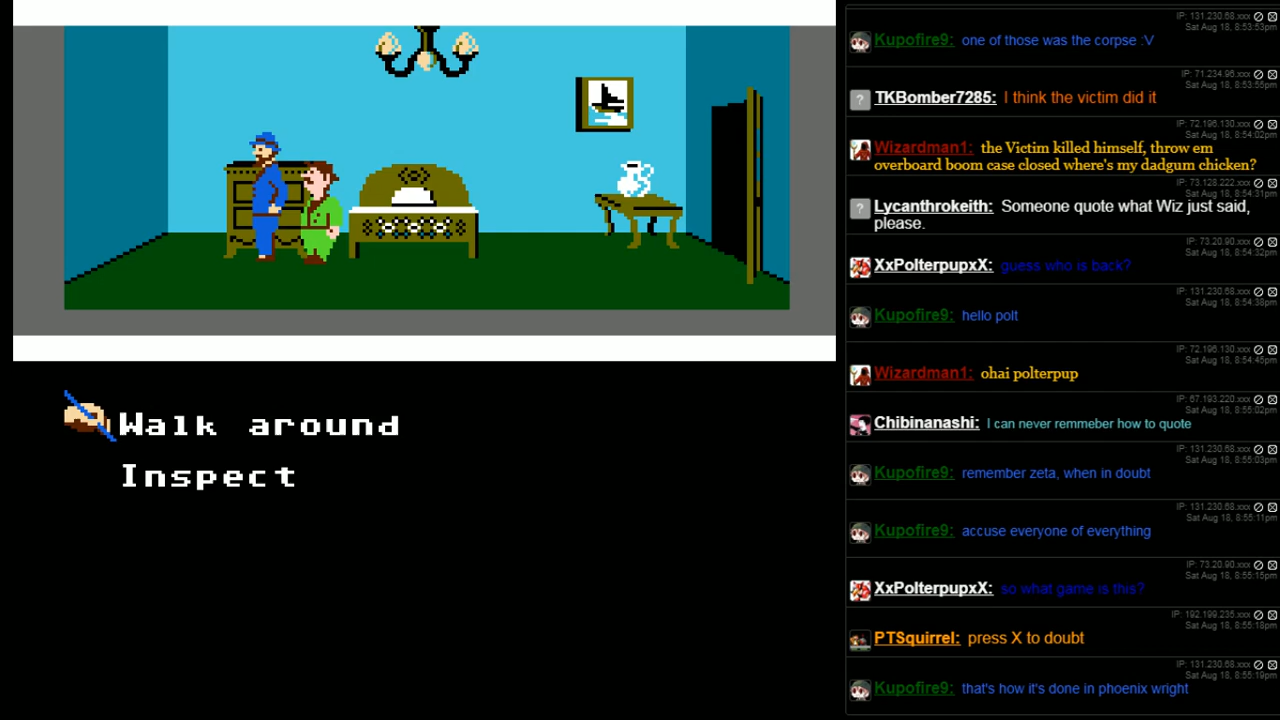 Walk around
Inspect
IP: 131.230.68.xxx
Sat Aug 18, 8:53:53pm
Kupofire9: one of those was the corpse :V
IP: 71.234.96.xxx
Sat Aug 18, 8:53:55pm
? TKBomber7285: I think the victim did it
IP: 72.196.130.xxx
Sat Aug 18, 8:54:02pm
Wizardman1: the Victim killed himself, throw em
overboard boom case closed where's my dadgum chicken?
IP: 73.128.222.xxx
Sat Aug 18, 8:54:31pm
? Lycanthrokeith: Someone quote what Wiz just said,
please.
IP: 73.20.90.xxx
Sat Aug 18, 8:54:32pm
XxPolterpupxX: guess who is back?
IP: 131.230.68.xxx
Sat Aug 18, 8:54:38pm
Kupofire9: hello polt
IP: 72.196.130.xxx
Sat Aug 18, 8:54:45pm
Wizardman1: ohai polterpup
IP: 67.193.220.xxx
Sat Aug 18, 8:55:02pm
Chibinanashi: I can never remmeber how to quote
IP: 131.230.68.xxx
Sat Aug 18, 8:55:03pm
Kupofire9: remember zeta, when in doubt
IP: 131.230.68.xxx
Sat Aug 18, 8:55:11pm
Kupofire9: accuse everyone of everything
IP: 73.20.90.xxx
Sat Aug 18, 8:55:15pm
XxPolterpupxX: so what game is this?
IP: 192.199.235.xxx
Sat Aug 18, 8:55:18pm
PTSquirrel: press X to doubt
IP: 131.230.68.xxx
Sat Aug 18, 8:55:19pm
Kupofire9: that's how it's done in phoenix wright